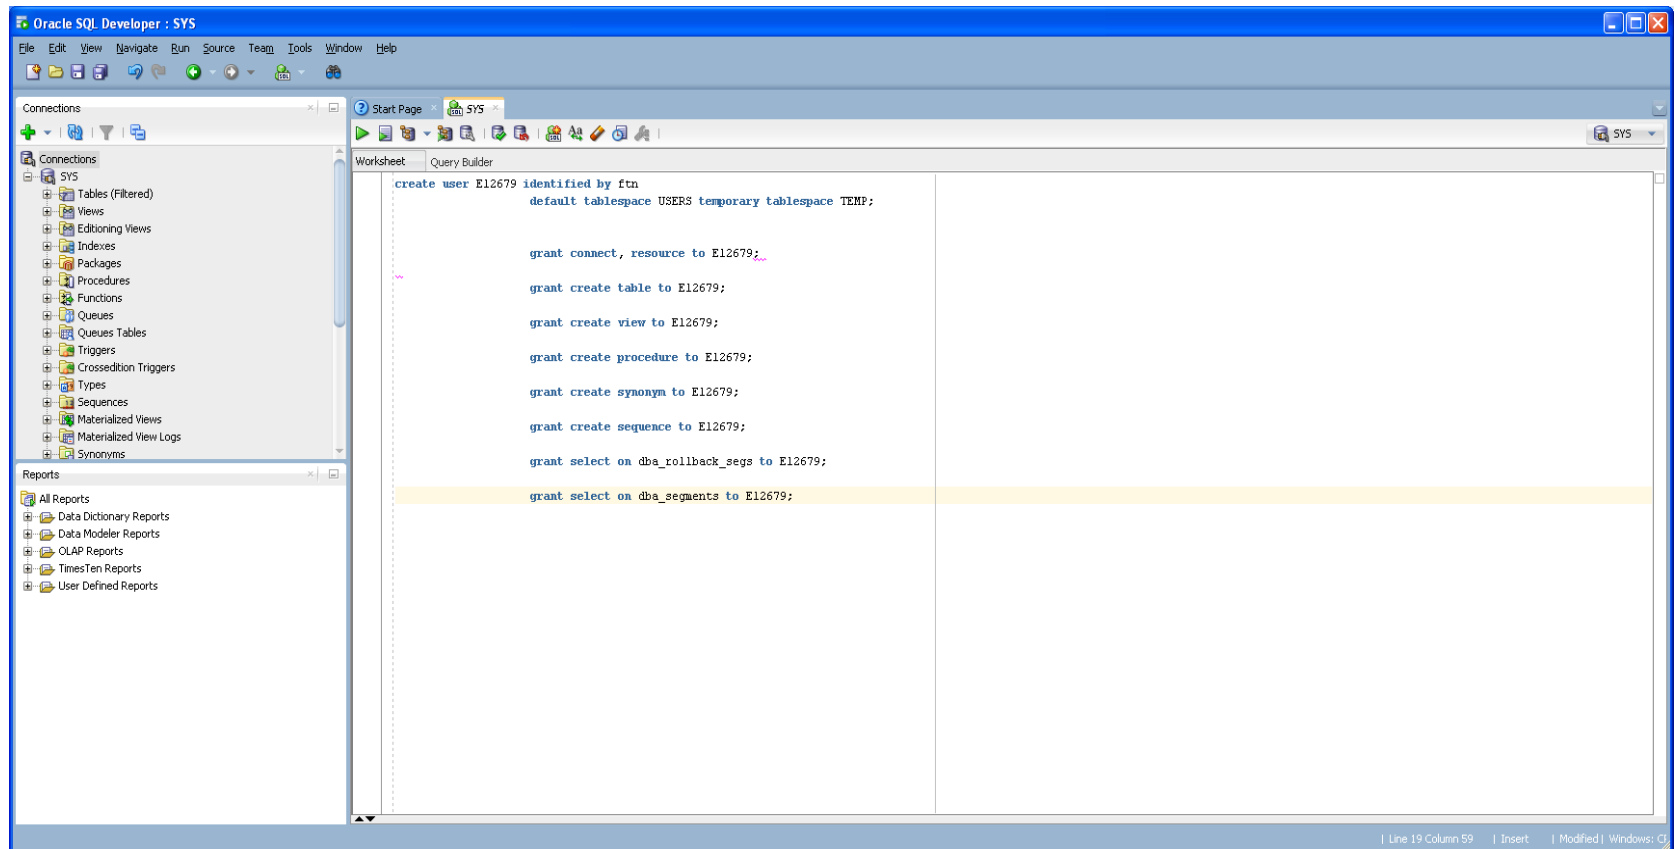 Oracle SQL Developer : SYS
File Edit View Navigate Run Source Team Tools Window Help
Connections
Connections
SYS
Tables (Filtered)
Views
Editioning Views
Indexes
Packages
Procedures
Functions
Queues
Queues Tables
Triggers
Crossedition Triggers
Types
Sequences
Materialized Views
Materialized View Logs
Synonyms
Reports
All Reports
Data Dictionary Reports
Data Modeler Reports
OLAP Reports
TimesTen Reports
User Defined Reports
Start Page SYS
SYS
Worksheet Query Builder
create user E12679 identified by ftn
default tablespace USERS temporary tablespace TEMP;
grant connect, resource to E12679;
grant create table to E12679;
grant create view to E12679;
grant create procedure to E12679;
grant create synonym to E12679;
grant create sequence to E12679;
grant select on dba_rollback_segs to E12679;
grant select on dba_segments to E12679;
| Line 19 Column 59 | Insert | Modified | Windows: